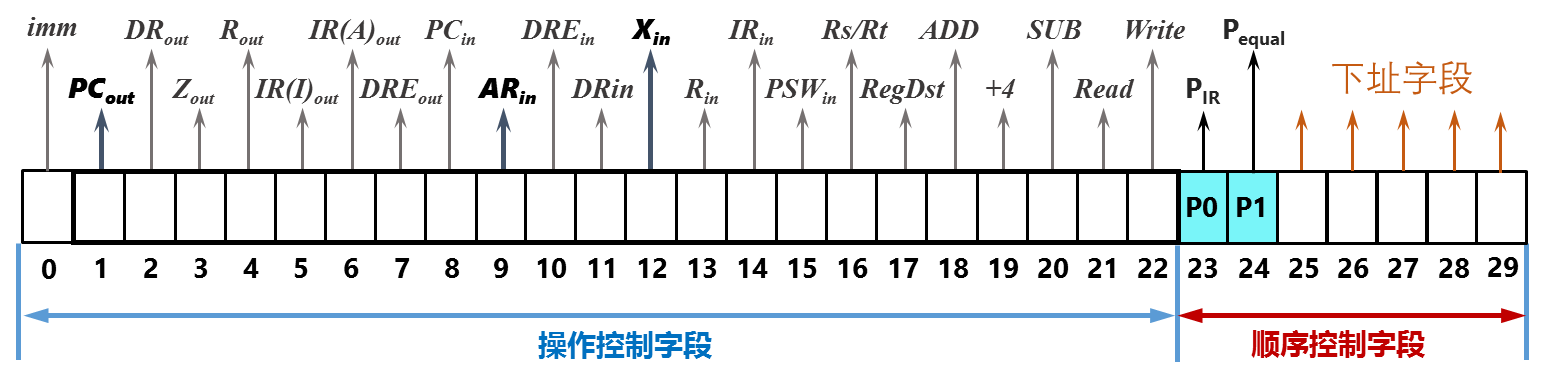 imm DRout Rout IR(A)out PCin DREin Xin IRin Rs/Rt ADD SUB Write Pequal
PCout Zout IR(I)out DREout ARin DRin Rin PSWin RegDst +4 Read PIR 下址字段
P0 P1
0 1 2 3 4 5 6 7 8 9 10 11 12 13 14 15 16 17 18 19 20 21 22 23 24 25 26 27 28 29
操作控制字段 顺序控制字段